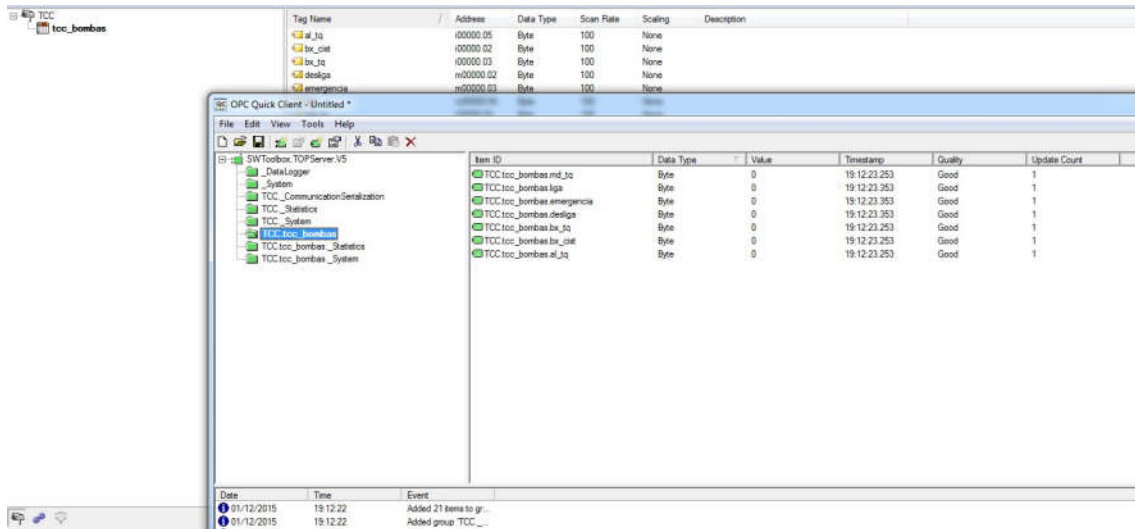 TCC
tcc_bombas
Tag Name / Address Data Type Scan Rate Scaling Description
al_tq i00000.05 Byte 100 None
bx_cist i00000.02 Byte 100 None
bx_tq i00000.03 Byte 100 None
desliga m00000.02 Byte 100 None
emergencia m00000.03 Byte 100 None
OPC Quick Client - Untitled *
File Edit View Tools Help
SWToolbox.TOPServer.V5
_DataLogger
_System
TCC._CommunicationSerialization
TCC._Statistics
TCC._System
TCC.tcc_bombas
TCC.tcc_bombas._Statistics
TCC.tcc_bombas._System
Item ID Data Type Value Timestamp Quality Update Count
TCC.tcc_bombas.md_tq Byte 0 19:12:23.253 Good 1
TCC.tcc_bombas.liga Byte 0 19:12:23.353 Good 1
TCC.tcc_bombas.emergencia Byte 0 19:12:23.353 Good 1
TCC.tcc_bombas.desliga Byte 0 19:12:23.353 Good 1
TCC.tcc_bombas.bx_tq Byte 0 19:12:23.253 Good 1
TCC.tcc_bombas.bx_cist Byte 0 19:12:23.253 Good 1
TCC.tcc_bombas.al_tq Byte 0 19:12:23.253 Good 1
Date Time Event
01/12/2015 19:12:22 Added 21 items to gr...
01/12/2015 19:12:22 Added group 'TCC._...